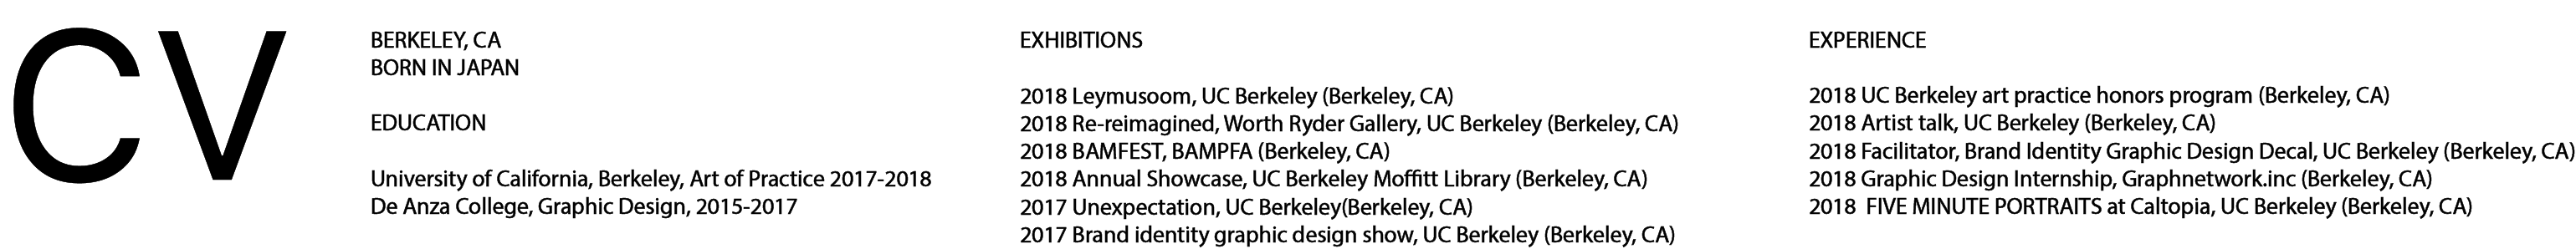 CV
BERKELEY, CA
BORN IN JAPAN
EDUCATION
University of California, Berkeley, Art of Practice 2017-2018
De Anza College, Graphic Design, 2015-2017
EXHIBITIONS
2018 Leymusoom, UC Berkeley (Berkeley, CA)
2018 Re-reimagined, Worth Ryder Gallery, UC Berkeley (Berkeley, CA)
2018 BAMFEST, BAMPFA (Berkeley, CA)
2018 Annual Showcase, UC Berkeley Moffitt Library (Berkeley, CA)
2017 Unexpectation, UC Berkeley(Berkeley, CA)
2017 Brand identity graphic design show, UC Berkeley (Berkeley, CA)
EXPERIENCE
2018 UC Berkeley art practice honors program (Berkeley, CA)
2018 Artist talk, UC Berkeley (Berkeley, CA)
2018 Facilitator, Brand Identity Graphic Design Decal, UC Berkeley (Berkeley, CA)
2018 Graphic Design Internship, Graphnetwork.inc (Berkeley, CA)
2018  FIVE MINUTE PORTRAITS at Caltopia, UC Berkeley (Berkeley, CA)